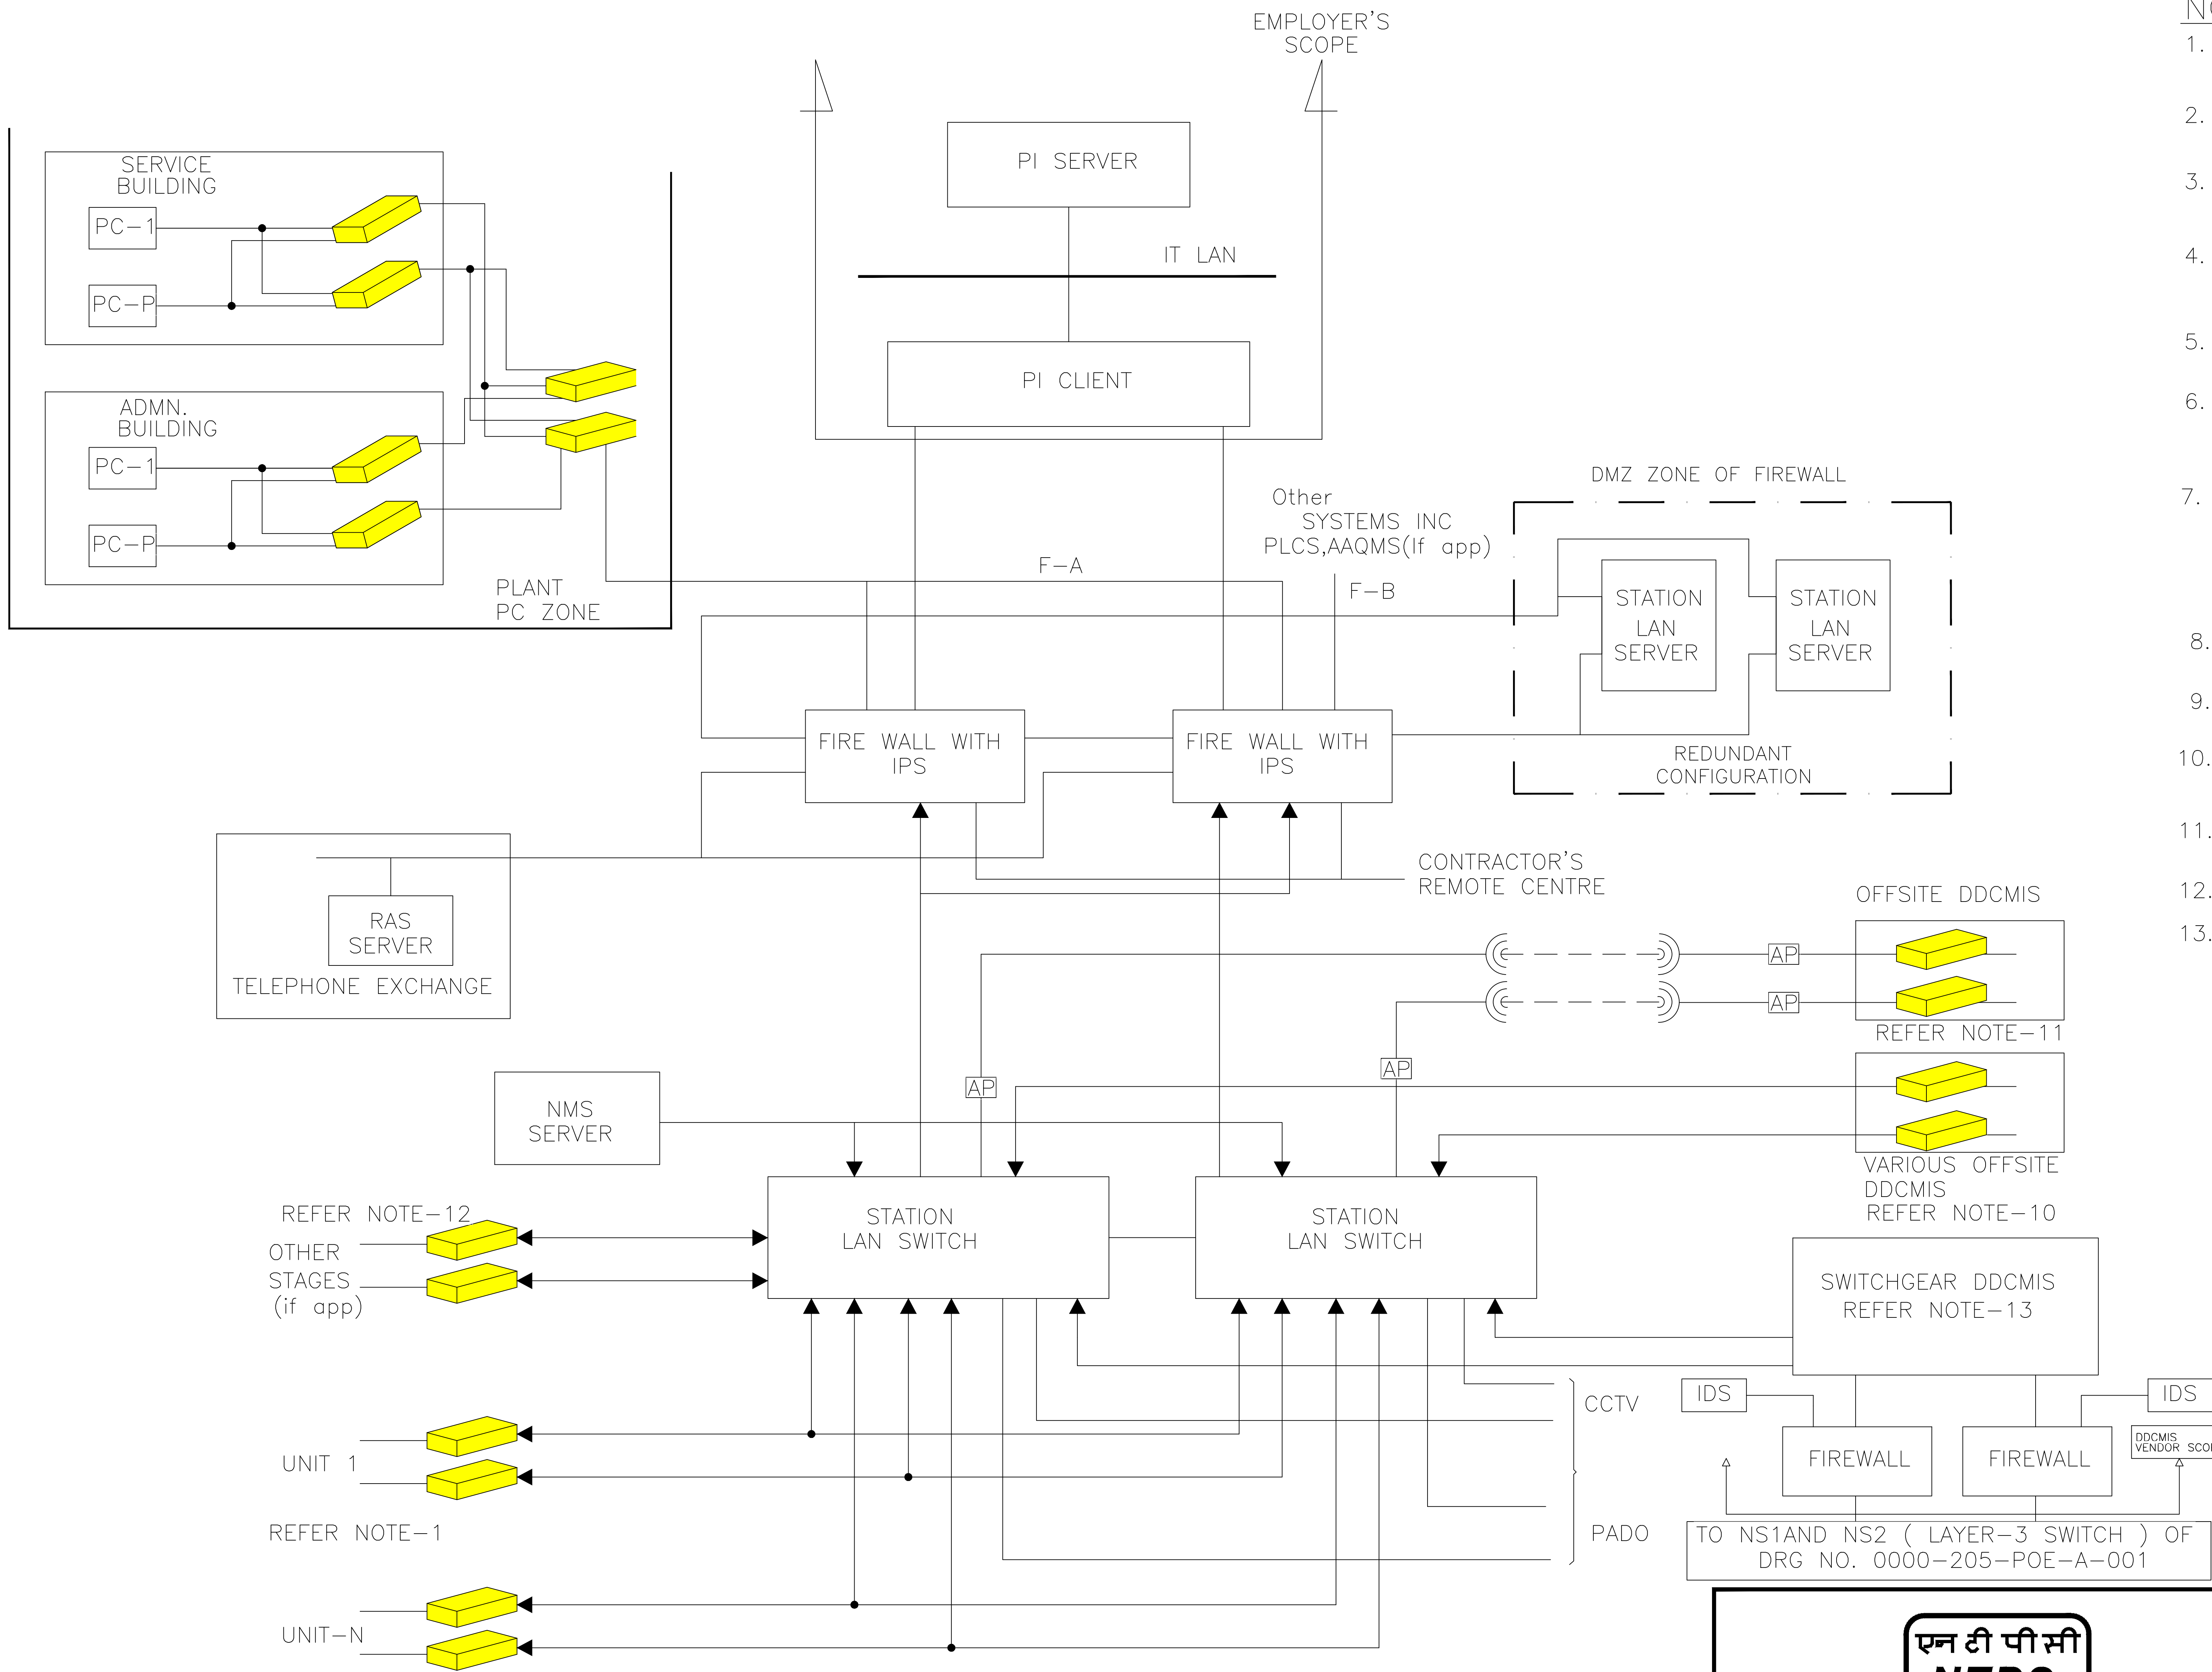 EMPLOYER'S
SCOPE
SERVICE
BUILDING
PC-1
PC-P
ADMN.
BUILDING
PC-1
PC-P
PLANT
PC ZONE
PI SERVER
IT LAN
PI CLIENT
F-A
Other
SYSTEMS INC
PLCS,AAQMS(If app)
F-B
DMZ ZONE OF FIREWALL
STATION
LAN
SERVER
STATION
LAN
SERVER
REDUNDANT
CONFIGURATION
FIRE WALL WITH
IPS
FIRE WALL WITH
IPS
RAS
SERVER
TELEPHONE EXCHANGE
CONTRACTOR'S
REMOTE CENTRE
OFFSITE DDCMIS
AP
AP
REFER NOTE-11
AP
AP
NMS
SERVER
VARIOUS OFFSITE
DDCMIS
REFER NOTE-10
REFER NOTE-12
OTHER
STAGES
(if app)
STATION
LAN SWITCH
STATION
LAN SWITCH
SWITCHGEAR DDCMIS
REFER NOTE-13
CCTV
PADO
UNIT 1
REFER NOTE-1
UNIT-N
IDS
IDS
FIREWALL
FIREWALL
DDCMIS
VENDOR SCO
TO NS1AND NS2 ( LAYER-3 SWITCH ) OF
DRG NO. 0000-205-POE-A-001
1.
2.
3.
4.
5.
6.
7.
8.
9.
10.
11.
12.
13.
एन टी पी सी